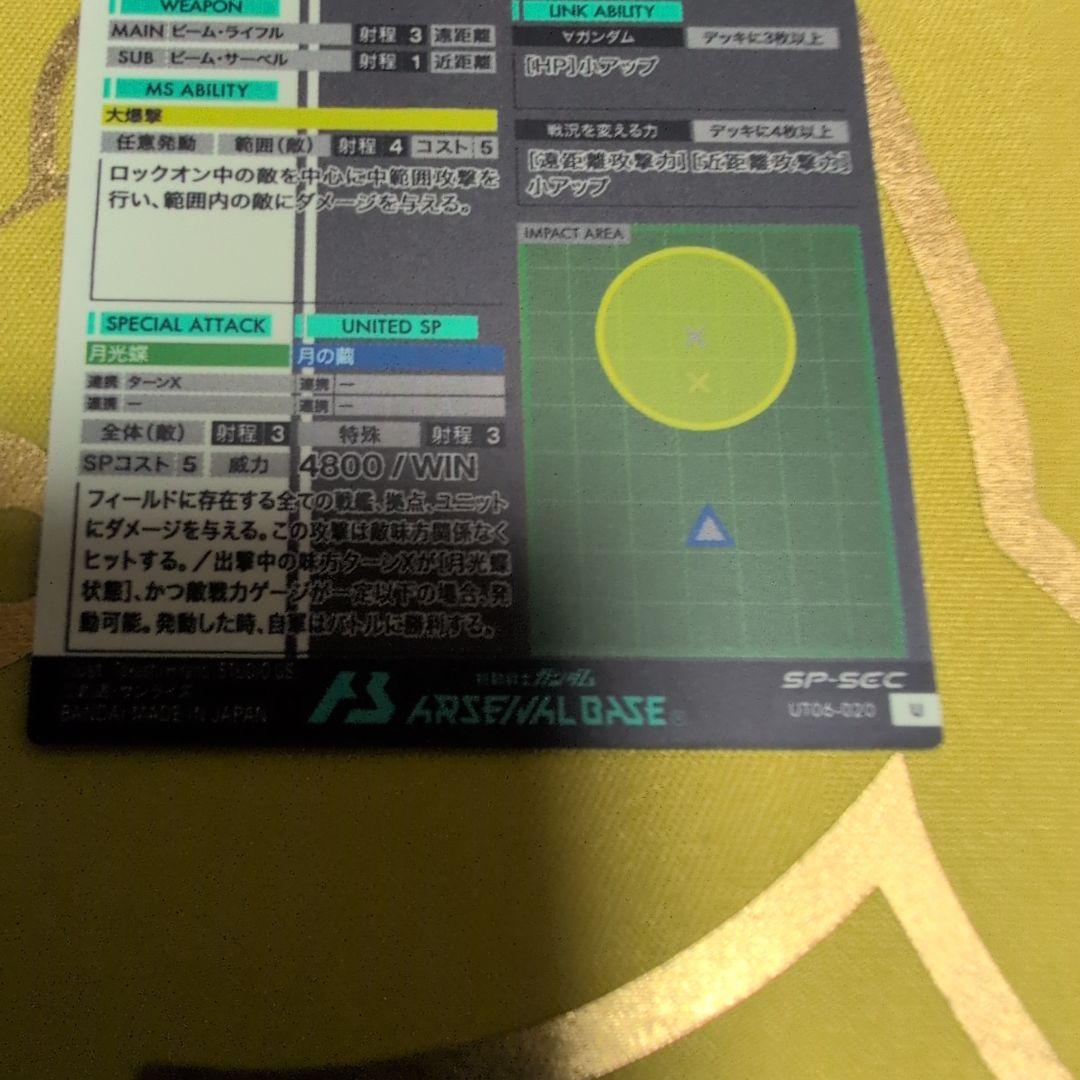 WEAPON
MAIN ビーム・ライフル 射程 3 遠距離
SUB ビーム・サーベル 射程 1 近距離
MS ABILITY
大爆撃
任意発動 範囲(敵) 射程 4 コスト 5
ロックオン中の敵を中心に中範囲攻撃を
行い、範囲内の敵にダメージを与える。
LINK ABILITY
∀ガンダム デッキに3枚以上
[HP]小アップ
戦況を変える力 デッキに4枚以上
[遠距離攻撃力][近距離攻撃力]
小アップ
IMPACT AREA
SPECIAL ATTACK UNITED SP
月光蝶 月の繭
連携 ターンX 連携 ー
連携 ー 連携 ー
全体(敵) 射程 3 特殊 射程 3
SPコスト 5 威力 4800 / WIN
フィールドに存在する全ての戦艦、拠点、ユニット
にダメージを与える。この攻撃は敵味方関係なく
ヒットする。/出撃中の味方ターンXが[月光蝶
状態]、かつ敵戦力ゲージが一定以下の場合、発
動可能。発動した時、自軍はバトルに勝利する。
BANDAI MADE IN JAPAN
機動戦士ガンダム
ARSENAL BASE
SP-SEC
UT06-020 U